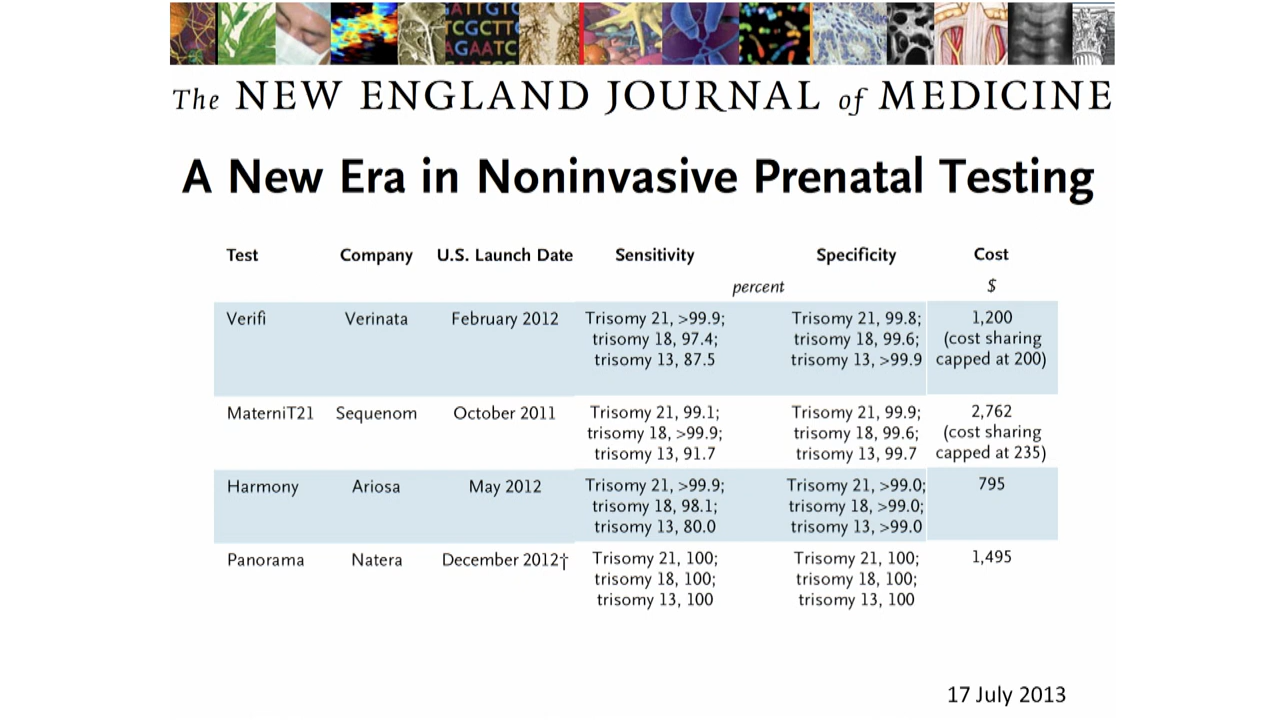 ATTGTC
TCGCTT
AGAATC
The NEW ENGLAND JOURNAL of MEDICINE
A New Era in Noninvasive Prenatal Testing
Test Company U.S. Launch Date Sensitivity Specificity Cost
percent $
Verifi Verinata February 2012 Trisomy 21, >99.9; Trisomy 21, 99.8; 1,200
trisomy 18, 97.4; trisomy 18, 99.6; (cost sharing
trisomy 13, 87.5 trisomy 13, >99.9 capped at 200)
MaterniT21 Sequenom October 2011 Trisomy 21, 99.1; Trisomy 21, 99.9; 2,762
trisomy 18, >99.9; trisomy 18, 99.6; (cost sharing
trisomy 13, 91.7 trisomy 13, 99.7 capped at 235)
Harmony Ariosa May 2012 Trisomy 21, >99.9; Trisomy 21, >99.0; 795
trisomy 18, 98.1; trisomy 18, >99.0;
trisomy 13, 80.0 trisomy 13, >99.0
Panorama Natera December 2012† Trisomy 21, 100; Trisomy 21, 100; 1,495
trisomy 18, 100; trisomy 18, 100;
trisomy 13, 100 trisomy 13, 100
17 July 2013